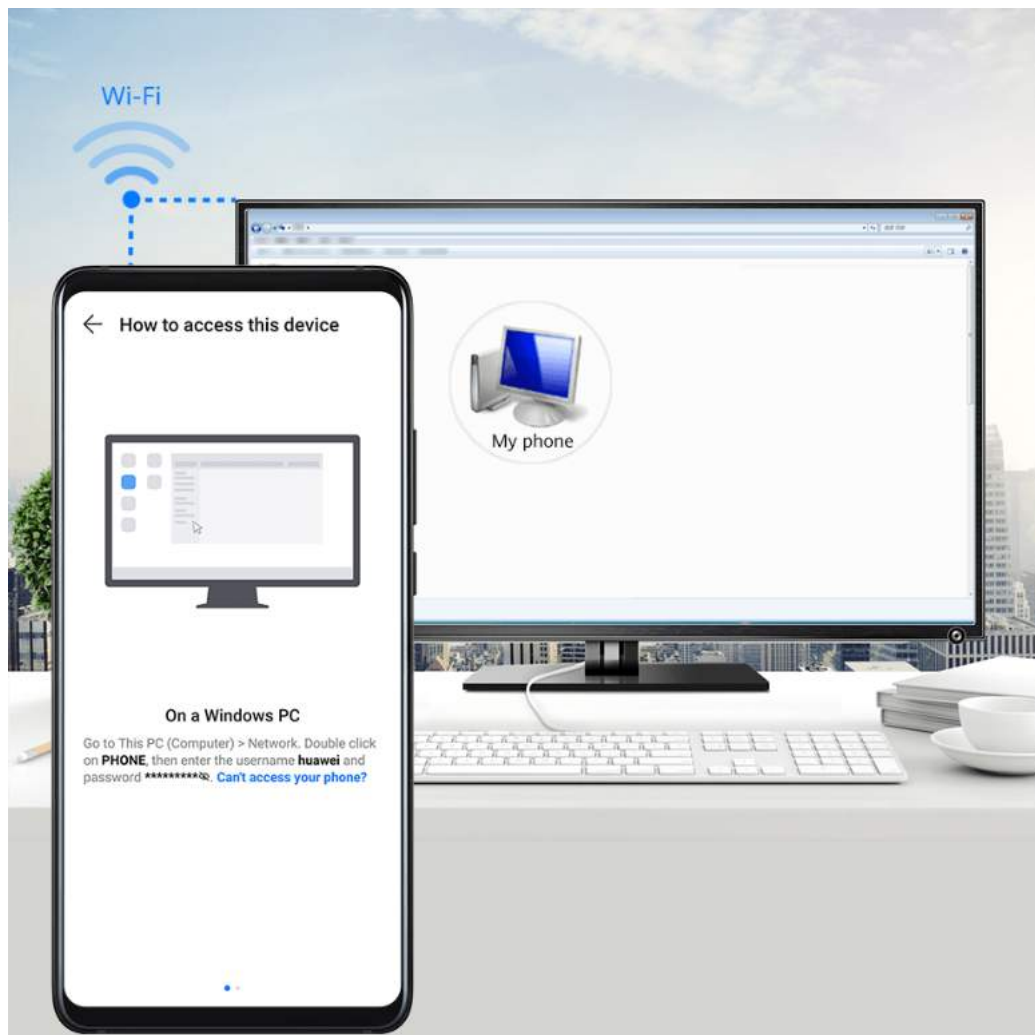 Wi-Fi
My phone
How to access this device
On a Windows PC
Go to This PC (Computer) > Network. Double click
on PHONE, then enter the username huawei and
password *********. Can't access your phone?